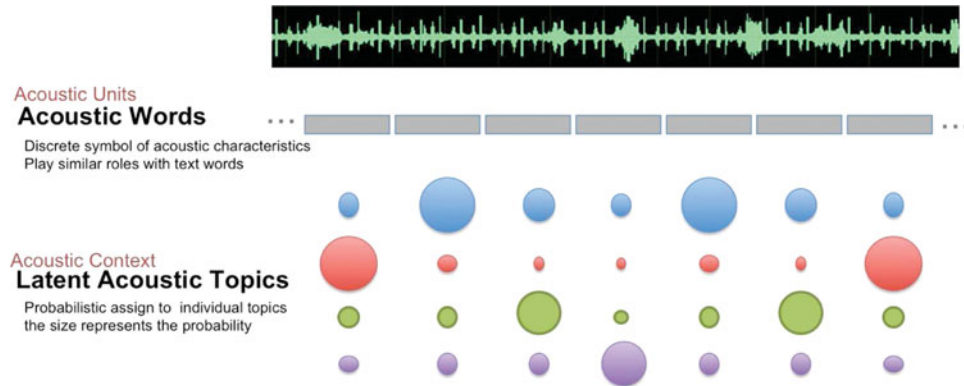 Acoustic Units
Acoustic Words
... ...
Discrete symbol of acoustic characteristics
Play similar roles with text words
Acoustic Context
Latent Acoustic Topics
Probabilistic assign to individual topics
the size represents the probability